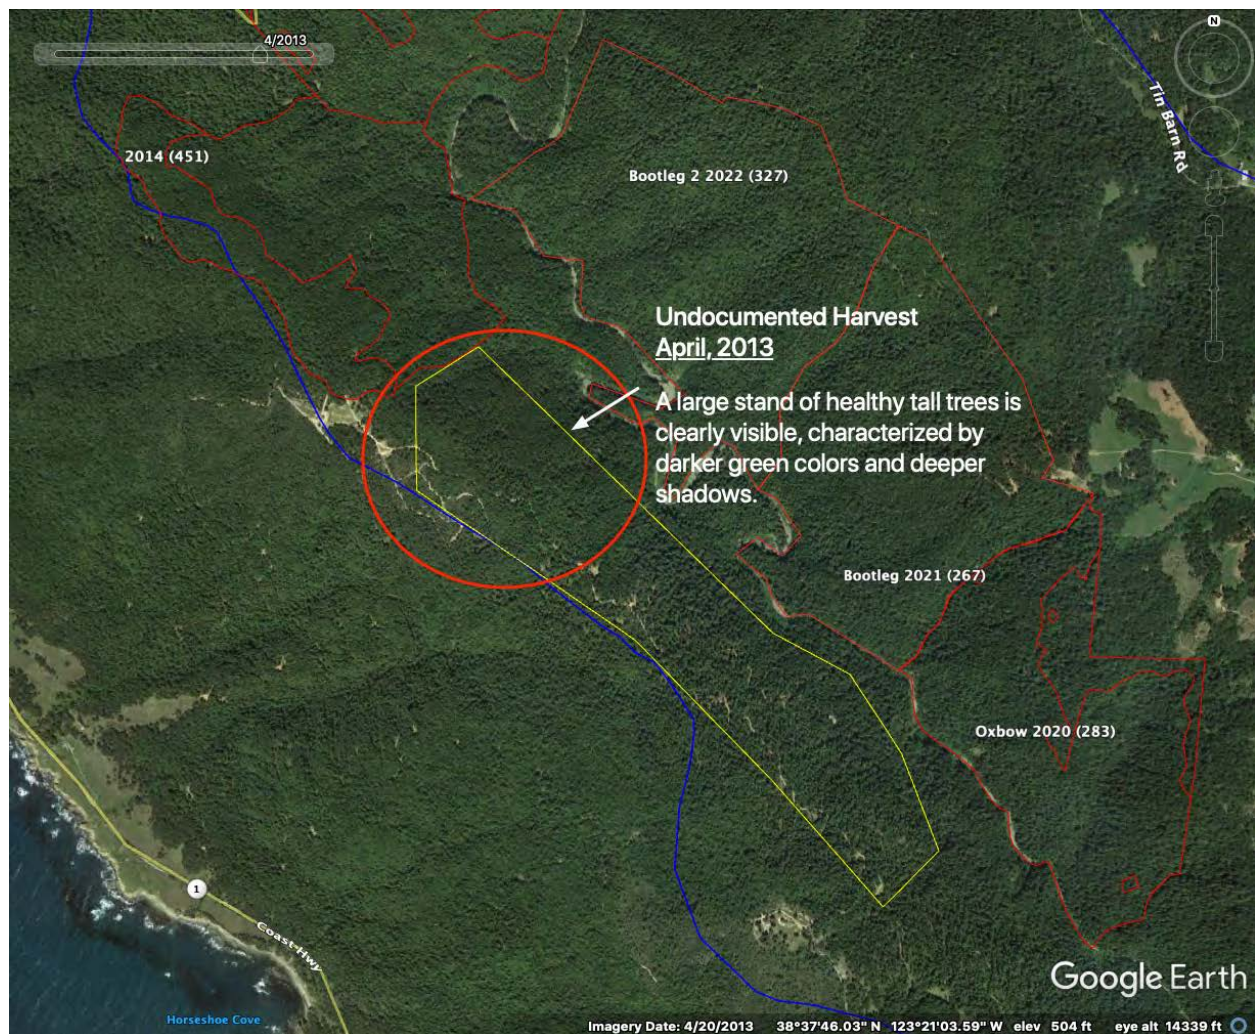 4/2013
N
Tin Barn Rd
2014 (451)
Bootleg 2 2022 (327)
Undocumented Harvest
April, 2013
A large stand of healthy tall trees is
clearly visible, characterized by
darker green colors and deeper
shadows.
Bootleg 2021 (267)
Oxbow 2020 (283)
1
Coast Hwy
Google Earth
Horseshoe Cove
Imagery Date: 4/20/2013 38°37'46.03" N 123°21'03.59" W elev 504 ft eye alt 14339 ft